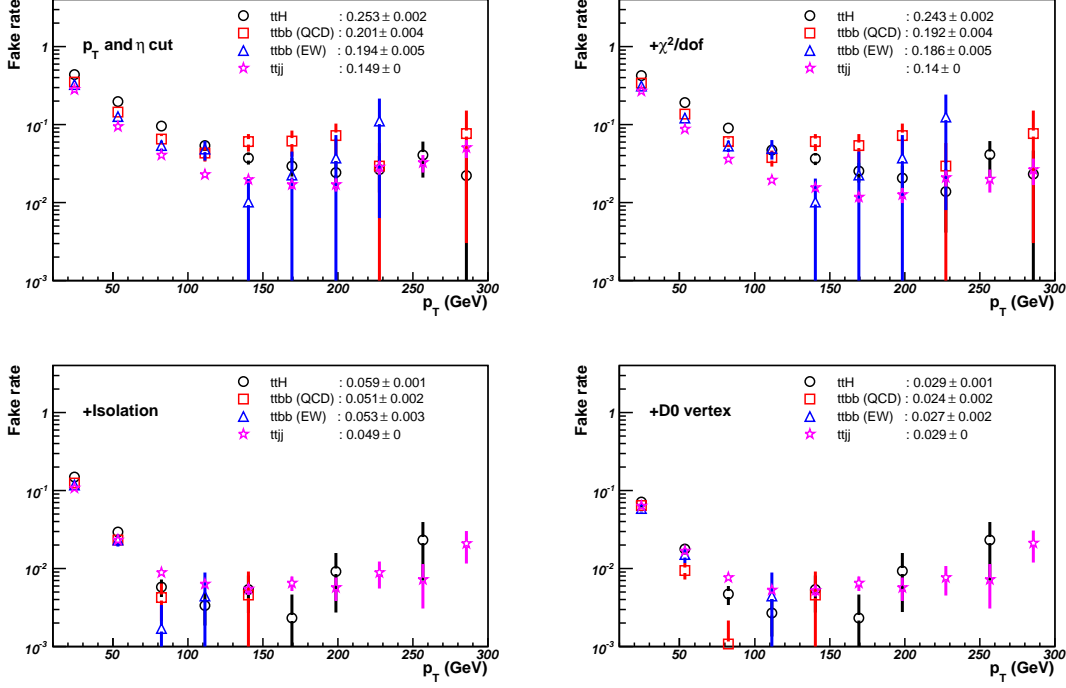 Fake rate
p_T and η cut
ttH : 0.253 ± 0.002
ttbb (QCD) : 0.201 ± 0.004
ttbb (EW) : 0.194 ± 0.005
ttjj : 0.149 ± 0
1
10⁻¹
10⁻²
10⁻³
50 100 150 200 250 300
p_T (GeV)
Fake rate
+χ²/dof
ttH : 0.243 ± 0.002
ttbb (QCD) : 0.192 ± 0.004
ttbb (EW) : 0.186 ± 0.005
ttjj : 0.14 ± 0
1
10⁻¹
10⁻²
10⁻³
50 100 150 200 250 300
p_T (GeV)
Fake rate
+Isolation
ttH : 0.059 ± 0.001
ttbb (QCD) : 0.051 ± 0.002
ttbb (EW) : 0.053 ± 0.003
ttjj : 0.049 ± 0
1
10⁻¹
10⁻²
10⁻³
50 100 150 200 250 300
p_T (GeV)
Fake rate
+D0 vertex
ttH : 0.029 ± 0.001
ttbb (QCD) : 0.024 ± 0.002
ttbb (EW) : 0.027 ± 0.002
ttjj : 0.029 ± 0
1
10⁻¹
10⁻²
10⁻³
50 100 150 200 250 300
p_T (GeV)